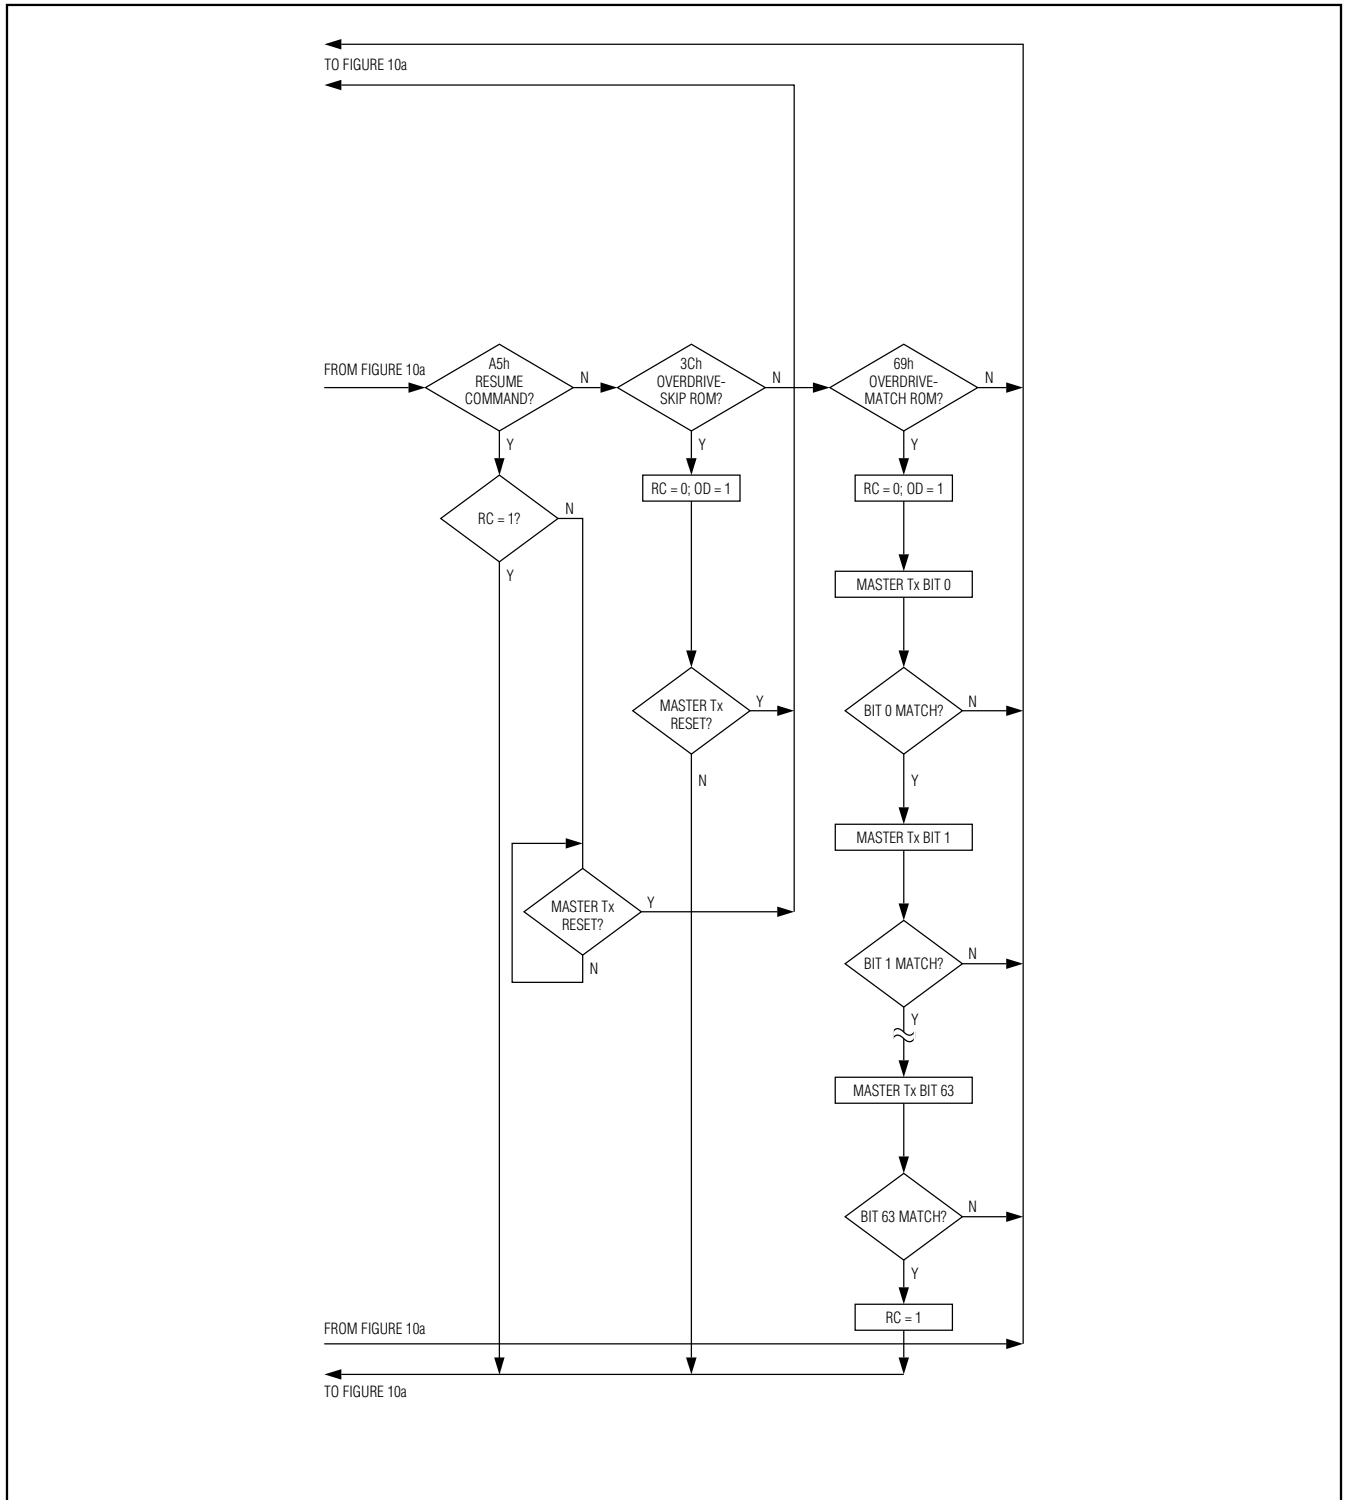 TO FIGURE 10a
FROM FIGURE 10a
A5h
RESUME
COMMAND?
N
3Ch
OVERDRIVE-
SKIP ROM?
N
69h
OVERDRIVE-
MATCH ROM?
N
Y
Y
Y
RC = 1?
N
RC = 0; OD = 1
RC = 0; OD = 1
Y
MASTER Tx BIT 0
MASTER Tx
RESET?
Y
N
BIT 0 MATCH?
N
Y
MASTER Tx BIT 1
MASTER Tx
RESET?
Y
N
BIT 1 MATCH?
N
Y
MASTER Tx BIT 63
BIT 63 MATCH?
N
Y
RC = 1
FROM FIGURE 10a
TO FIGURE 10a